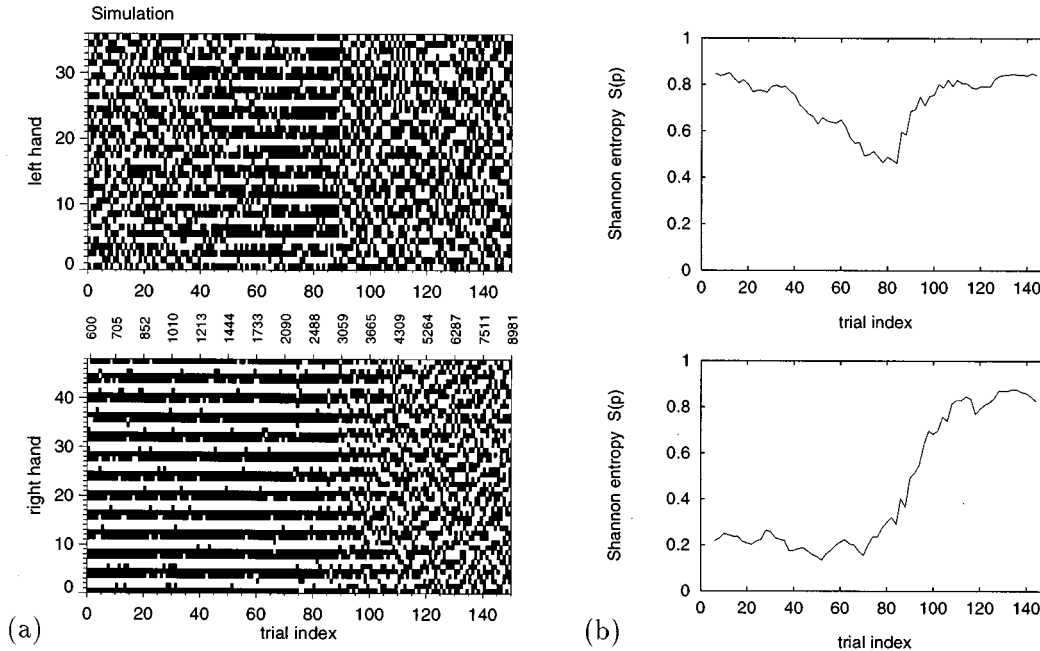 Simulation
left hand
30
20
10
0
0 20 40 60 80 100 120 140
600 705 852 1010 1213 1444 1733 2090 2488 3059 3665 4309 5264 6287 7511 8981
right hand
40
30
20
10
0
0 20 40 60 80 100 120 140
trial index
(a)
Shannon entropy S(p)
1
0.8
0.6
0.4
0.2
0
0 20 40 60 80 100 120 140
trial index
Shannon entropy S(p)
1
0.8
0.6
0.4
0.2
0
0 20 40 60 80 100 120 140
trial index
(b)